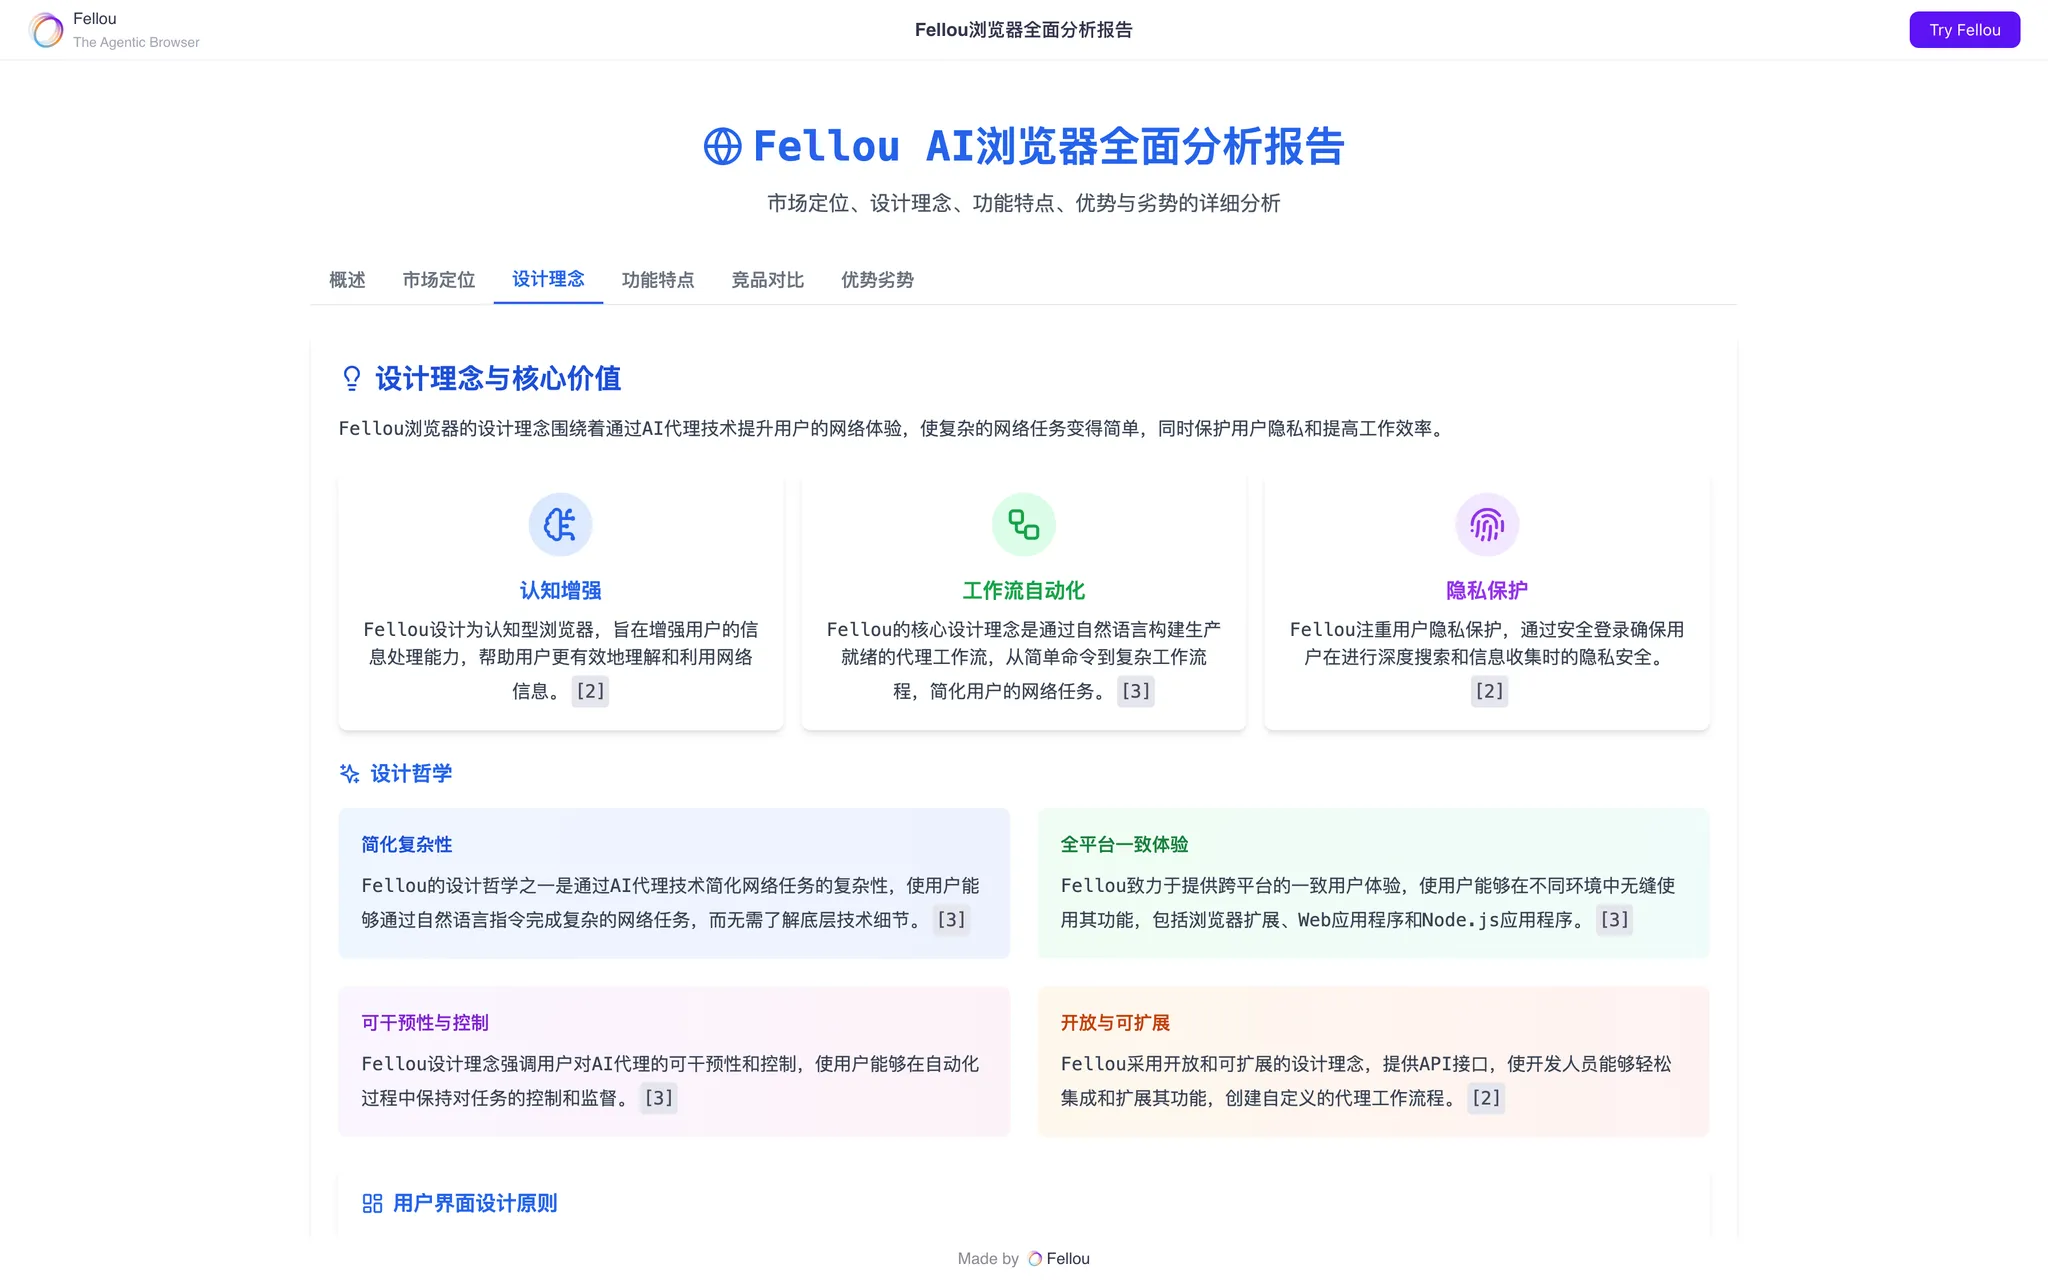 Fellou
The Agentic Browser
Fellou浏览器全面分析报告
Try Fellou
Fellou AI浏览器全面分析报告
市场定位、设计理念、功能特点、优势与劣势的详细分析
概述
市场定位
设计理念
功能特点
竞品对比
优势劣势
设计理念与核心价值
Fellou浏览器的设计理念围绕着通过AI代理技术提升用户的网络体验，使复杂的网络任务变得简单，同时保护用户隐私和提高工作效率。
认知增强
Fellou设计为认知型浏览器，旨在增强用户的信
息处理能力，帮助用户更有效地理解和利用网络
信息。 [2]
工作流自动化
Fellou的核心设计理念是通过自然语言构建生产
就绪的代理工作流，从简单命令到复杂工作流
程，简化用户的网络任务。 [3]
隐私保护
Fellou注重用户隐私保护，通过安全登录确保用
户在进行深度搜索和信息收集时的隐私安全。
[2]
设计哲学
简化复杂性
Fellou的设计哲学之一是通过AI代理技术简化网络任务的复杂性，使用户能
够通过自然语言指令完成复杂的网络任务，而无需了解底层技术细节。 [3]
全平台一致体验
Fellou致力于提供跨平台的一致用户体验，使用户能够在不同环境中无缝使
用其功能，包括浏览器扩展、Web应用程序和Node.js应用程序。 [3]
可干预性与控制
Fellou设计理念强调用户对AI代理的可干预性和控制，使用户能够在自动化
过程中保持对任务的控制和监督。 [3]
开放与可扩展
Fellou采用开放和可扩展的设计理念，提供API接口，使开发人员能够轻松
集成和扩展其功能，创建自定义的代理工作流程。 [2]
用户界面设计原则
Made by Fellou